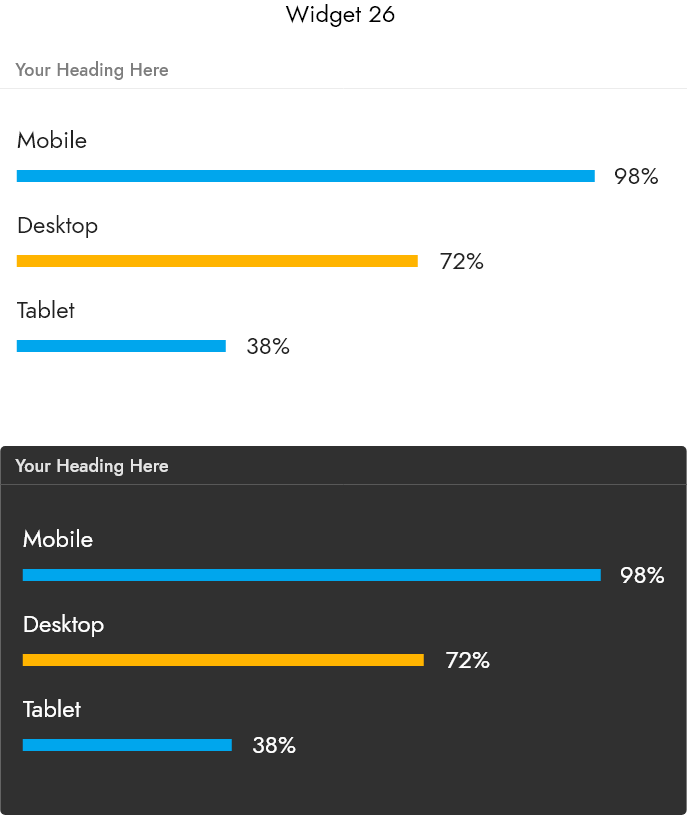 Widget 26
Your Heading Here
Mobile
98%
Desktop
72%
Tablet
38%
Your Heading Here
Mobile
98%
Desktop
72%
Tablet
38%